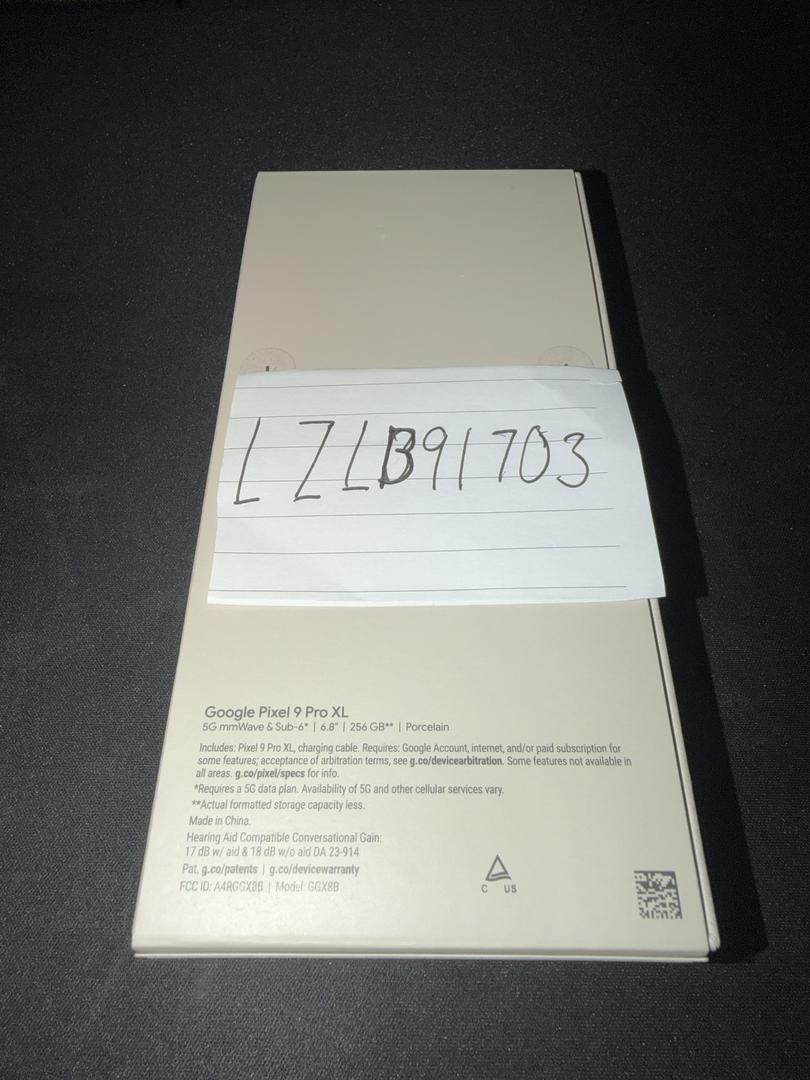 LZLB91703
Google Pixel 9 Pro XL
5G mmWave & Sub-6* | 6.8" | 256 GB** | Porcelain
Includes: Pixel 9 Pro XL, charging cable. Requires: Google Account, internet, and/or paid subscription for
some features; acceptance of arbitration terms, see g.co/devicearbitration. Some features not available in
all areas. g.co/pixel/specs for info.
*Requires a 5G data plan. Availability of 5G and other cellular services vary.
**Actual formatted storage capacity less.
Made in China.
Hearing Aid Compatible Conversational Gain:
17 dB w/ aid & 18 dB w/o aid DA 23-914
Pat. g.co/patents | g.co/devicewarranty
FCC ID: A4RGGX8B | Model: GGX8B
C US